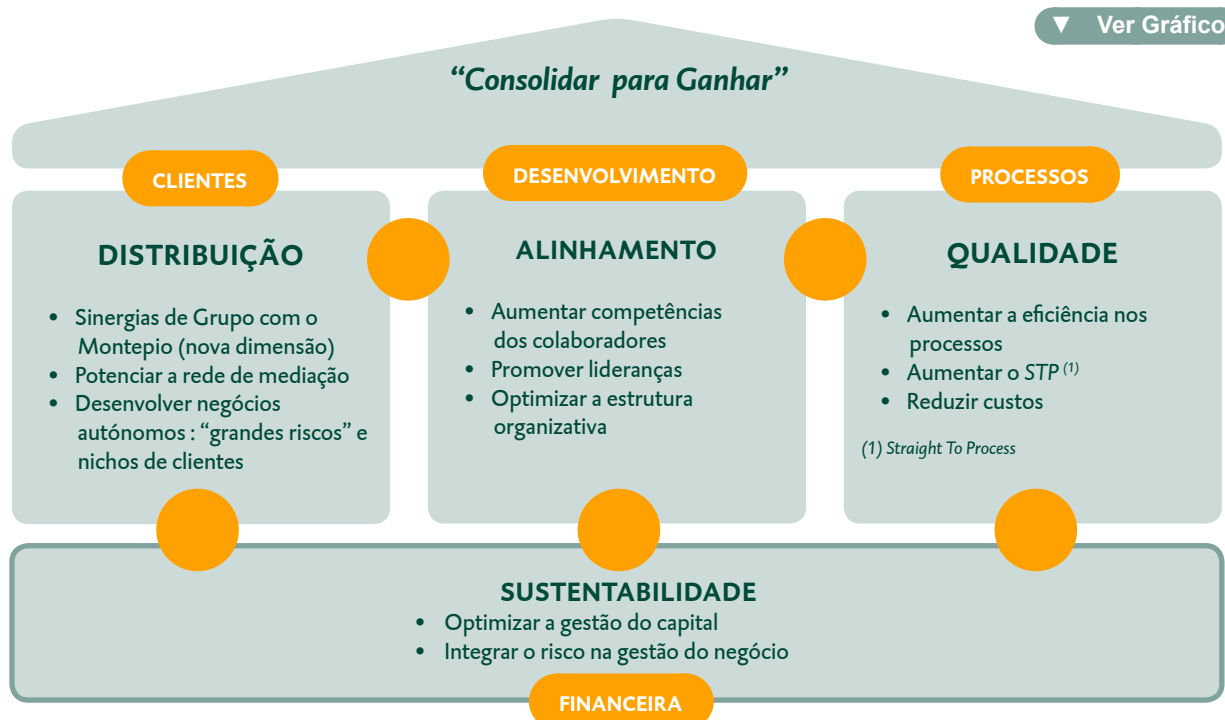 ▼ Ver Gráfico
“Consolidar para Ganhar”
CLIENTES
DISTRIBUIÇÃO
• Sinergias de Grupo com o
Montepio (nova dimensão)
• Potenciar a rede de mediação
• Desenvolver negócios
autónomos : “grandes riscos” e
nichos de clientes
DESENVOLVIMENTO
ALINHAMENTO
• Aumentar competências
dos colaboradores
• Promover lideranças
• Optimizar a estrutura
organizativa
PROCESSOS
QUALIDADE
• Aumentar a eficiência nos
processos
• Aumentar o STP (1)
• Reduzir custos
(1) Straight To Process
SUSTENTABILIDADE
• Optimizar a gestão do capital
• Integrar o risco na gestão do negócio
FINANCEIRA